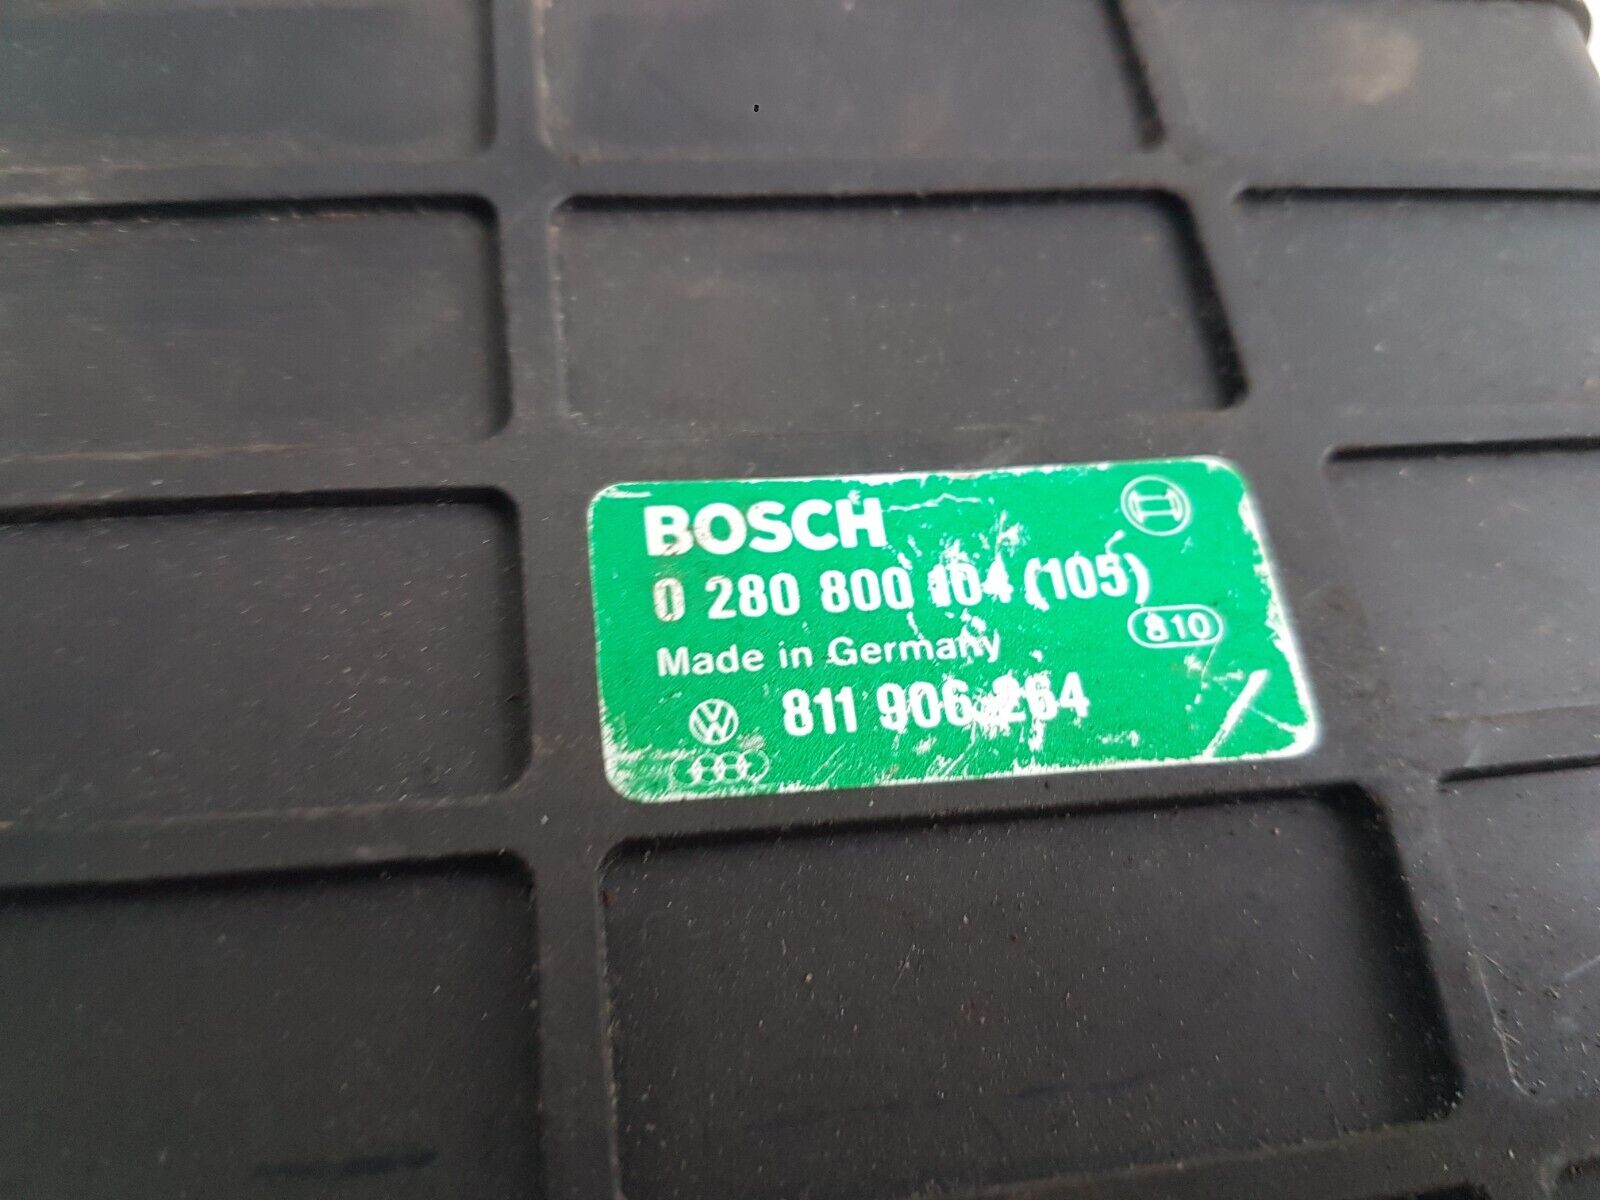 BOSCH
0 280 800 104 (105)
Made in Germany
810
811 906 264